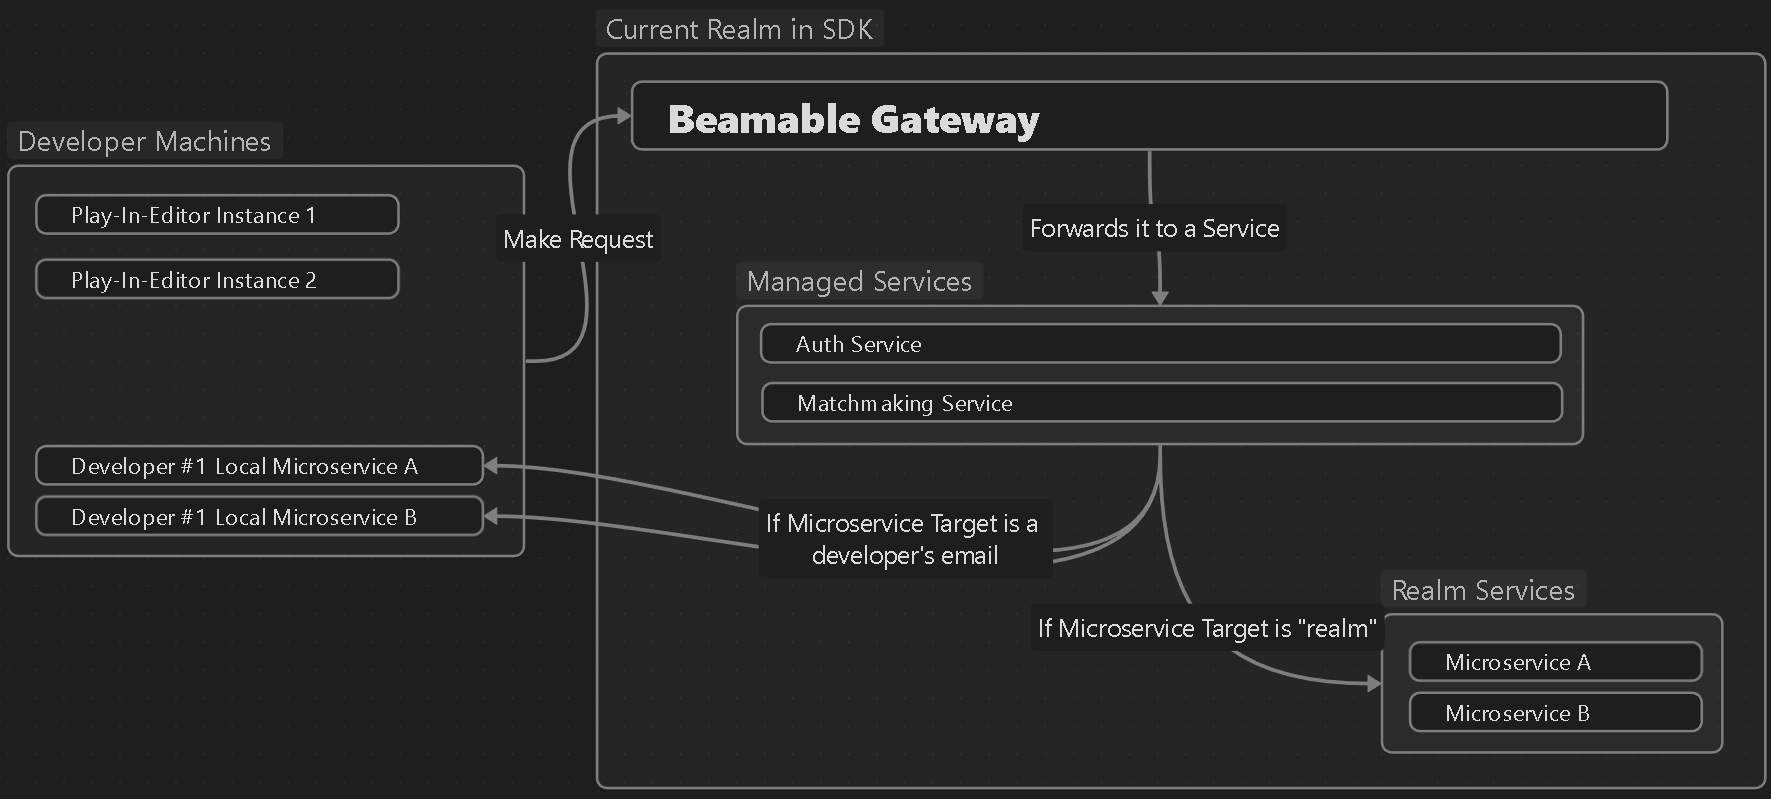 Current Realm in SDK
Beamable Gateway
Developer Machines
Play-In-Editor Instance 1
Play-In-Editor Instance 2
Make Request
Forwards it to a Service
Managed Services
Auth Service
Matchmaking Service
Developer #1 Local Microservice A
Developer #1 Local Microservice B
If Microservice Target is a
developer's email
If Microservice Target is "realm"
Realm Services
Microservice A
Microservice B